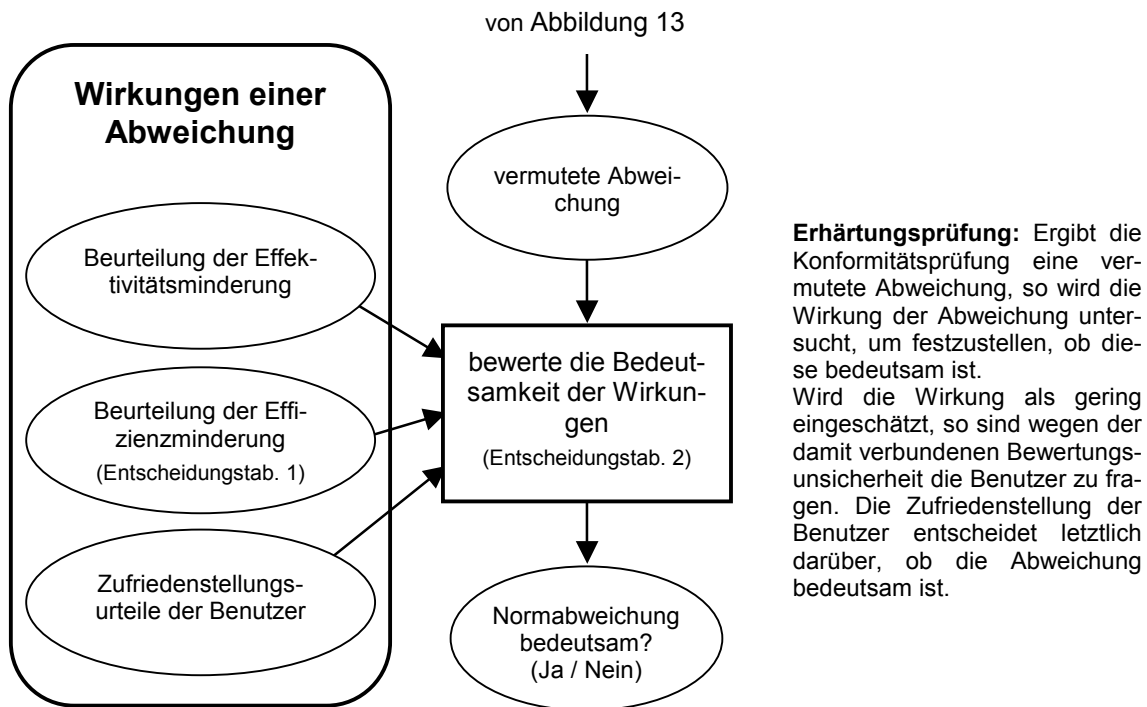 von Abbildung 13
Wirkungen einer
Abweichung
Beurteilung der Effek-
tivitätsminderung
Beurteilung der Effi-
zienzminderung
(Entscheidungstab. 1)
Zufriedenstellungs-
urteile der Benutzer
vermutete Abwei-
chung
bewerte die Bedeut-
samkeit der Wirkun-
gen
(Entscheidungstab. 2)
Normabweichung
bedeutsam?
(Ja / Nein)
Erhärtungsprüfung: Ergibt die
Konformitätsprüfung eine ver-
mutete Abweichung, so wird die
Wirkung der Abweichung unter-
sucht, um festzustellen, ob die-
se bedeutsam ist.
Wird die Wirkung als gering
eingeschätzt, so sind wegen der
damit verbundenen Bewertungs-
unsicherheit die Benutzer zu fra-
gen. Die Zufriedenstellung der
Benutzer entscheidet letztlich
darüber, ob die Abweichung
bedeutsam ist.